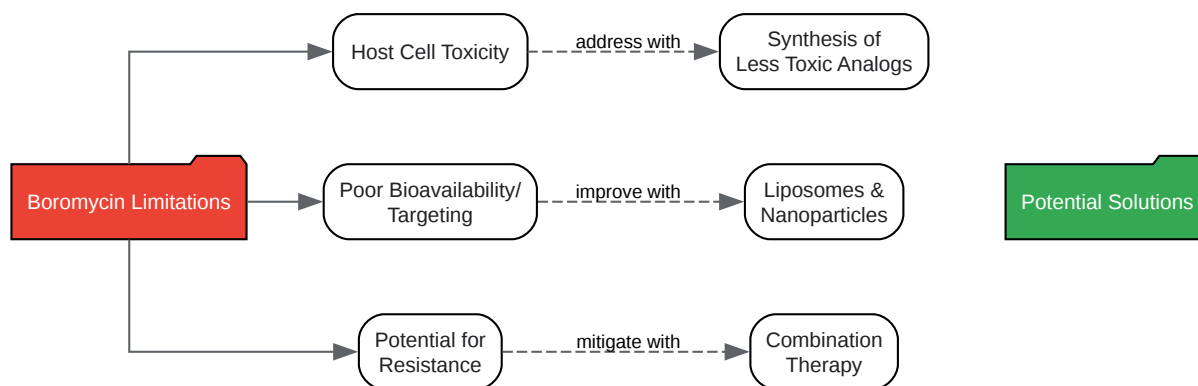 Host Cell Toxicity
address with
Synthesis of
Less Toxic Analogs
Boromycin Limitations
Poor Bioavailability/
Targeting
improve with
Liposomes &
Nanoparticles
Potential Solutions
Potential for
Resistance
mitigate with
Combination
Therapy